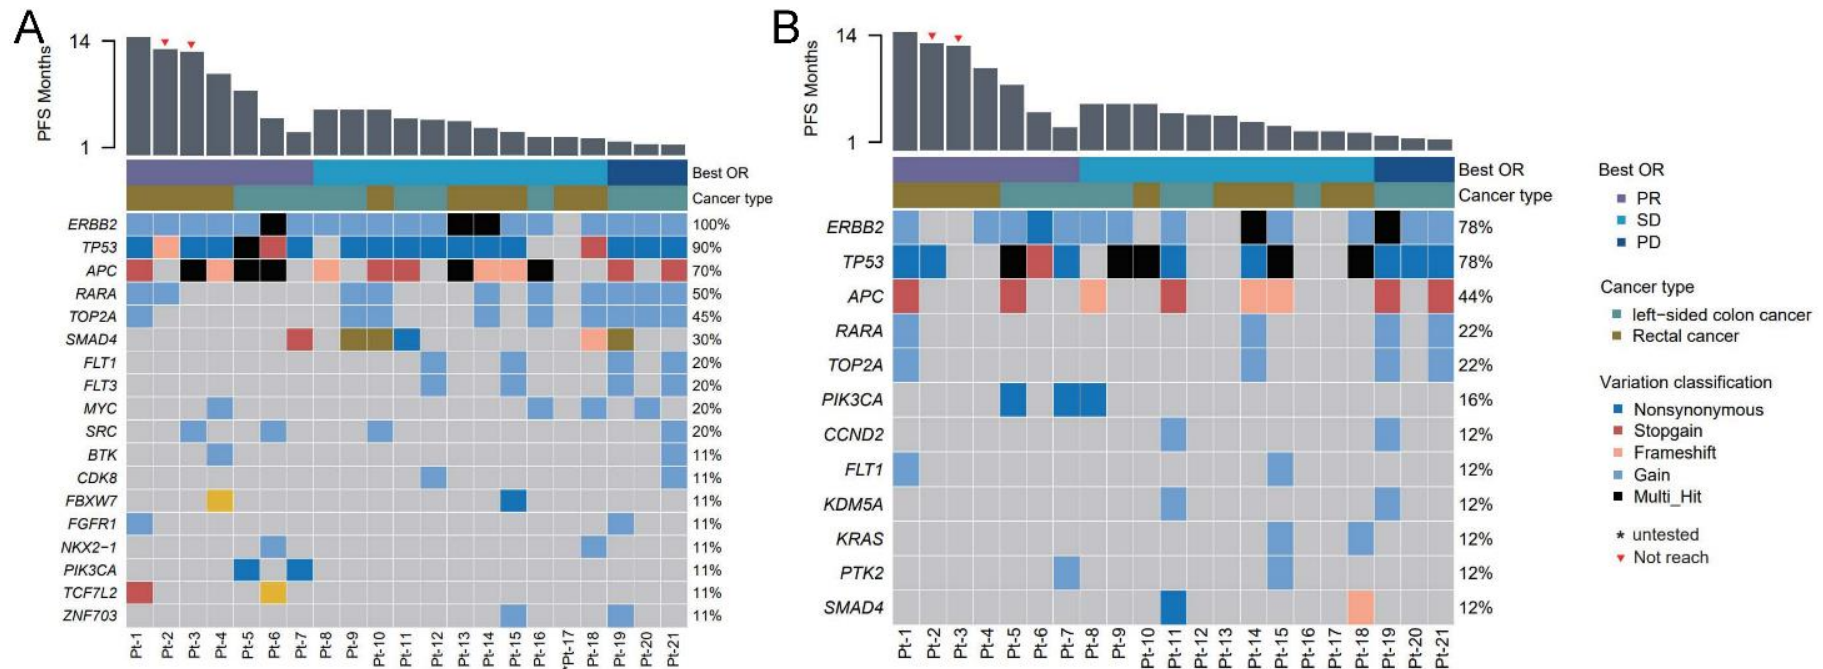 A
14
1
PFS Months
Best OR
Cancer type
ERBB2 100%
TP53 90%
APC 70%
RARA 50%
TOP2A 45%
SMAD4 30%
FLT1 20%
FLT3 20%
MYC 20%
SRC 20%
BTK 11%
CDK8 11%
FBXW7 11%
FGFR1 11%
NKX2−1 11%
PIK3CA 11%
TCF7L2 11%
ZNF703 11%
Pt-1 Pt-2 Pt-3 Pt-4 Pt-5 Pt-6 Pt-7 Pt-8 Pt-9 Pt-10 Pt-11 Pt-12 Pt-13 Pt-14 Pt-15 Pt-16 *Pt-17 Pt-18 Pt-19 Pt-20 Pt-21
B
14
1
PFS Months
Best OR
Cancer type
ERBB2 78%
TP53 78%
APC 44%
RARA 22%
TOP2A 22%
PIK3CA 16%
CCND2 12%
FLT1 12%
KDM5A 12%
KRAS 12%
PTK2 12%
SMAD4 12%
Pt-1 Pt-2 Pt-3 Pt-4 Pt-5 Pt-6 Pt-7 Pt-8 Pt-9 Pt-10 Pt-11 Pt-12 Pt-13 Pt-14 Pt-15 Pt-16 Pt-17 Pt-18 Pt-19 Pt-20 Pt-21
Best OR
PR
SD
PD
Cancer type
left−sided colon cancer
Rectal cancer
Variation classification
Nonsynonymous
Stopgain
Frameshift
Gain
Multi_Hit
* untested
Not reach